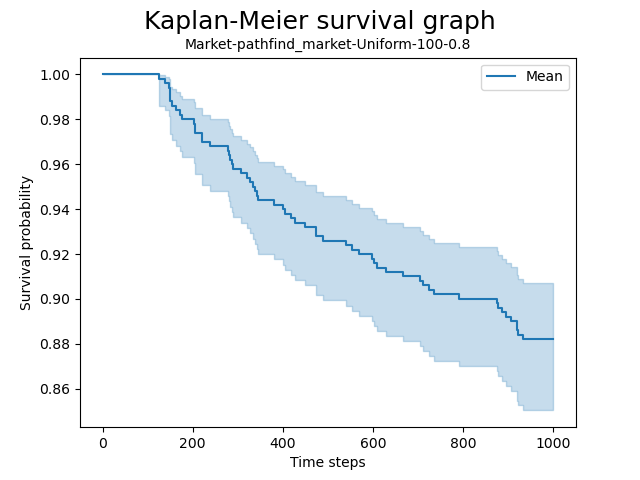 Kaplan-Meier survival graph
Market-pathfind_market-Uniform-100-0.8
Mean
Survival probability
1.00
0.98
0.96
0.94
0.92
0.90
0.88
0.86
0 200 400 600 800 1000
Time steps